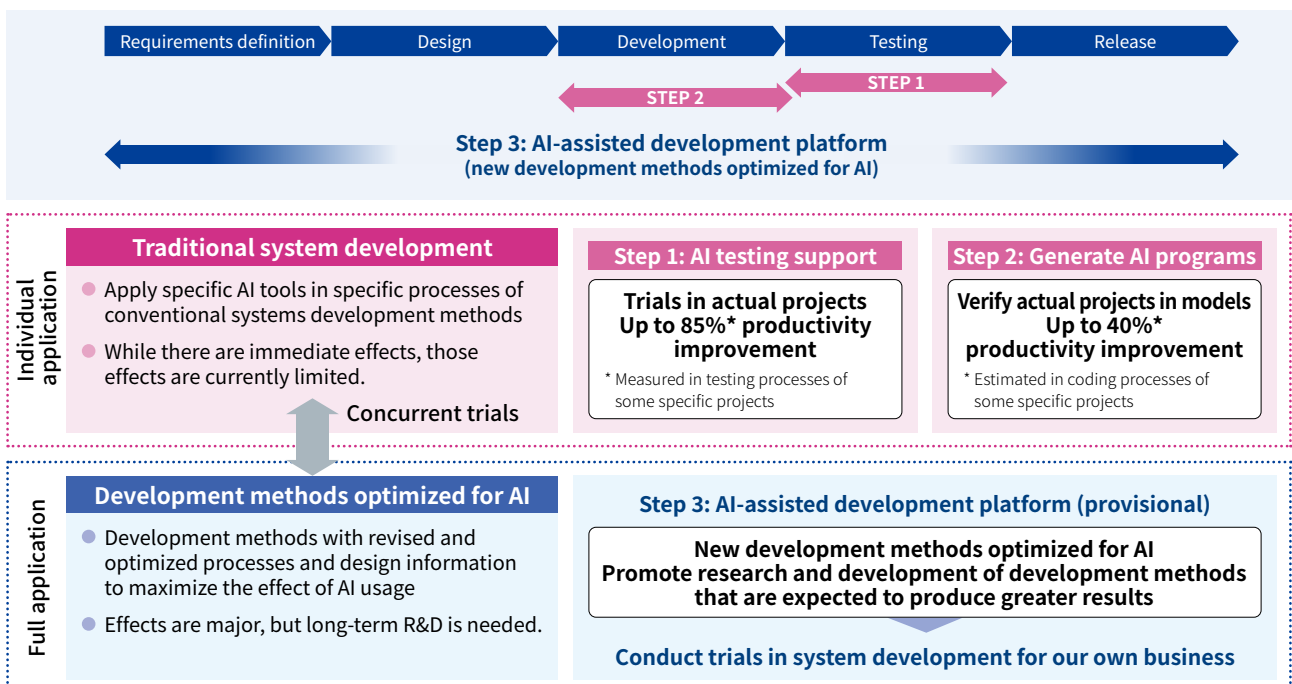 Requirements definition
Design
Development
Testing
Release
STEP 1
STEP 2
Step 3: AI-assisted development platform
(new development methods optimized for AI)
Individual
application
Traditional system development
Apply specific AI tools in specific processes of
conventional systems development methods
While there are immediate effects, those
effects are currently limited.
Concurrent trials
Step 1: AI testing support
Trials in actual projects
Up to 85%* productivity
improvement
* Measured in testing processes of
some specific projects
Step 2: Generate AI programs
Verify actual projects in models
Up to 40%*
productivity improvement
* Estimated in coding processes of
some specific projects
Full application
Development methods optimized for AI
Development methods with revised and
optimized processes and design information
to maximize the effect of AI usage
Effects are major, but long-term R&D is needed.
Step 3: AI-assisted development platform (provisional)
New development methods optimized for AI
Promote research and development of development methods
that are expected to produce greater results
Conduct trials in system development for our own business